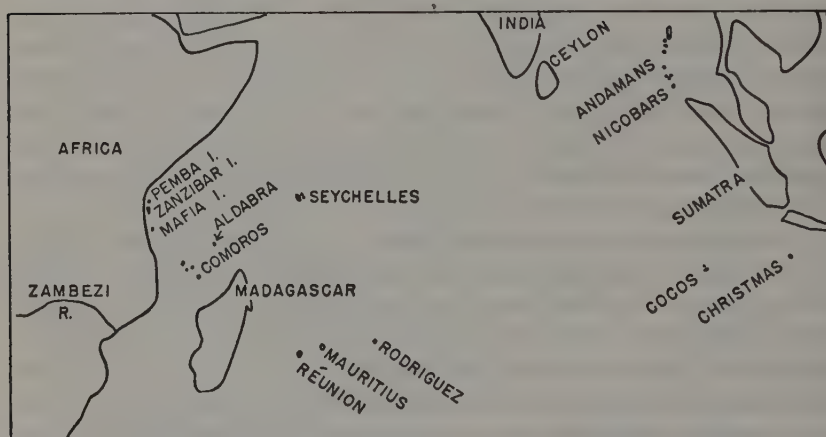 INDIA
CEYLON
ANDAMANS
NICOBARS
AFRICA
PEMBA I.
ZANZIBAR I.
MAFIA I.
ALDABRA
SEYCHELLES
COMOROS
SUMATRA
ZAMBEZI
R.
MADAGASCAR
COCOS
CHRISTMAS
RODRIGUEZ
MAURITIUS
RÉUNION